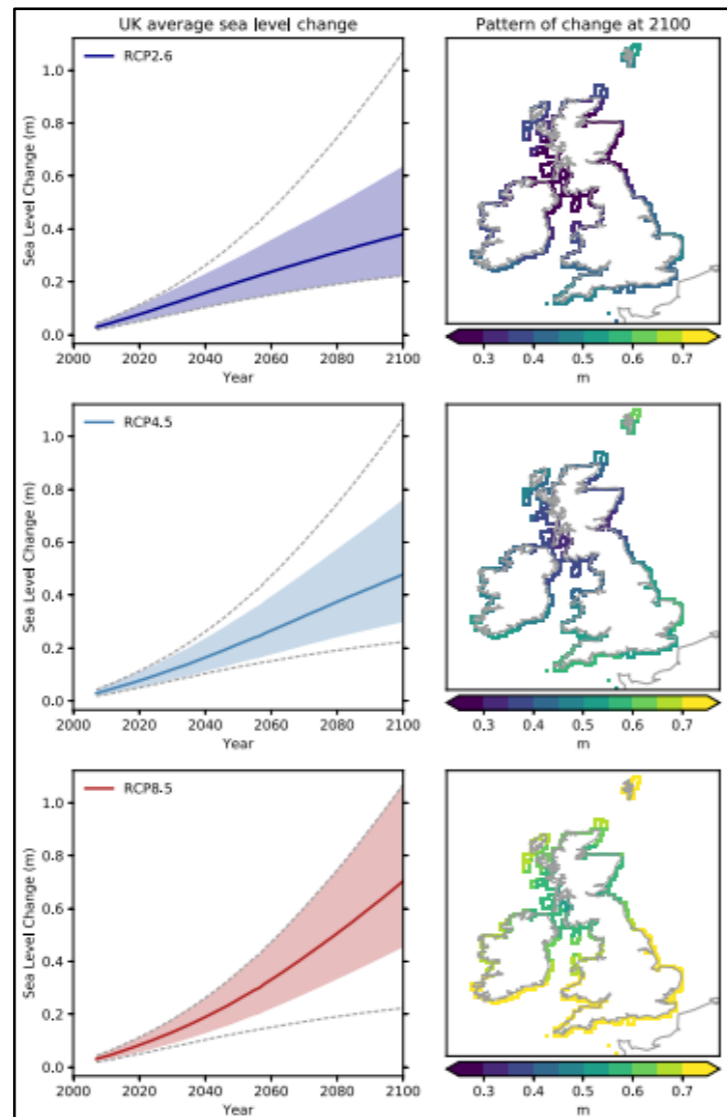 UK average sea level change
Pattern of change at 2100
RCP2.6
Sea Level Change (m)
1.0
0.8
0.6
0.4
0.2
0.0
2000 2020 2040 2060 2080 2100
Year
0.3 0.4 0.5 0.6 0.7
m
RCP4.5
Sea Level Change (m)
1.0
0.8
0.6
0.4
0.2
0.0
2000 2020 2040 2060 2080 2100
Year
0.3 0.4 0.5 0.6 0.7
m
RCP8.5
Sea Level Change (m)
1.0
0.8
0.6
0.4
0.2
0.0
2000 2020 2040 2060 2080 2100
Year
0.3 0.4 0.5 0.6 0.7
m